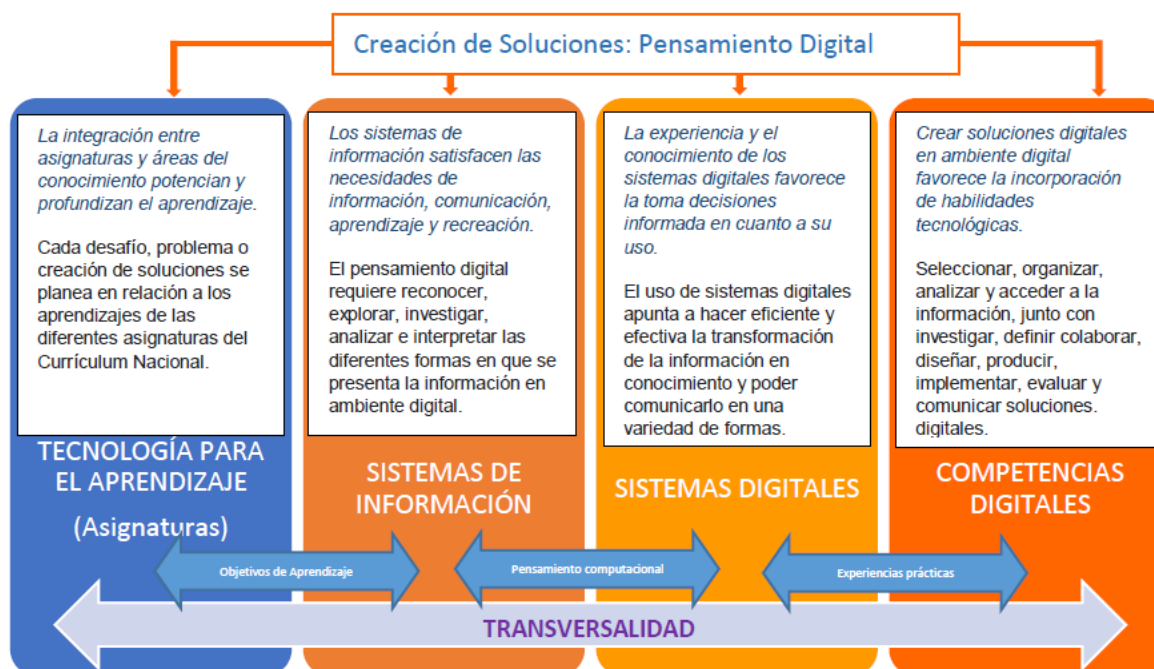 Creación de Soluciones: Pensamiento Digital
La integración entre
asignaturas y áreas del
conocimiento potencian y
profundizan el aprendizaje.
Cada desafío, problema o
creación de soluciones se
planea en relación a los
aprendizajes de las
diferentes asignaturas del
Currículum Nacional.
TECNOLOGÍA PARA
EL APRENDIZAJE
(Asignaturas)
Los sistemas de
información satisfacen las
necesidades de
información, comunicación,
aprendizaje y recreación.
El pensamiento digital
requiere reconocer,
explorar, investigar,
analizar e interpretar las
diferentes formas en que se
presenta la información en
ambiente digital.
SISTEMAS DE
INFORMACIÓN
La experiencia y el
conocimiento de los
sistemas digitales favorece
la toma decisiones
informada en cuanto a su
uso.
El uso de sistemas digitales
apunta a hacer eficiente y
efectiva la transformación
de la información en
conocimiento y poder
comunicarlo en una
variedad de formas.
SISTEMAS DIGITALES
Crear soluciones digitales
en ambiente digital
favorece la incorporación
de habilidades
tecnológicas.
Seleccionar, organizar,
analizar y acceder a la
información, junto con
investigar, definir colaborar,
diseñar, producir,
implementar, evaluar y
comunicar soluciones.
digitales.
COMPETENCIAS
DIGITALES
Objetivos de Aprendizaje
Pensamiento computacional
Experiencias prácticas
TRANSVERSALIDAD